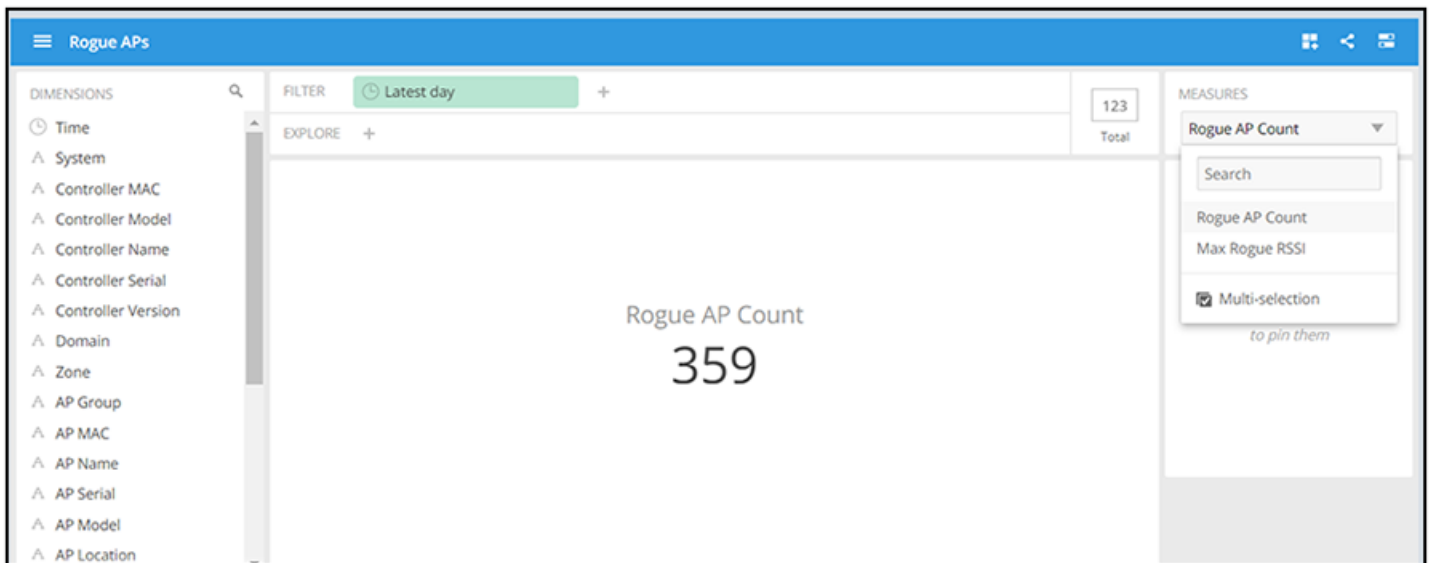 Rogue APs
DIMENSIONS
Time
System
Controller MAC
Controller Model
Controller Name
Controller Serial
Controller Version
Domain
Zone
AP Group
AP MAC
AP Name
AP Serial
AP Model
AP Location
FILTER Latest day +
EXPLORE +
123
Total
Rogue AP Count
359
MEASURES
Rogue AP Count
Search
Rogue AP Count
Max Rogue RSSI
Multi-selection
to pin them